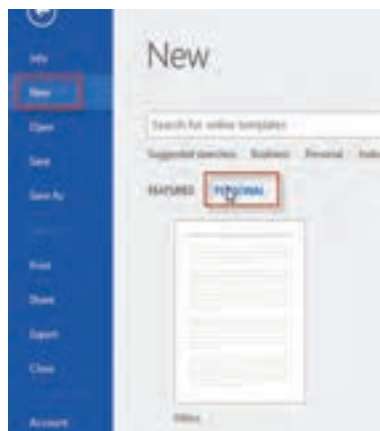 Info
New
Open
Save
Save As
Print
Share
Export
Close
Account
New
Search for online templates
Suggested searches: Business Personal
FEATURED PERSONAL